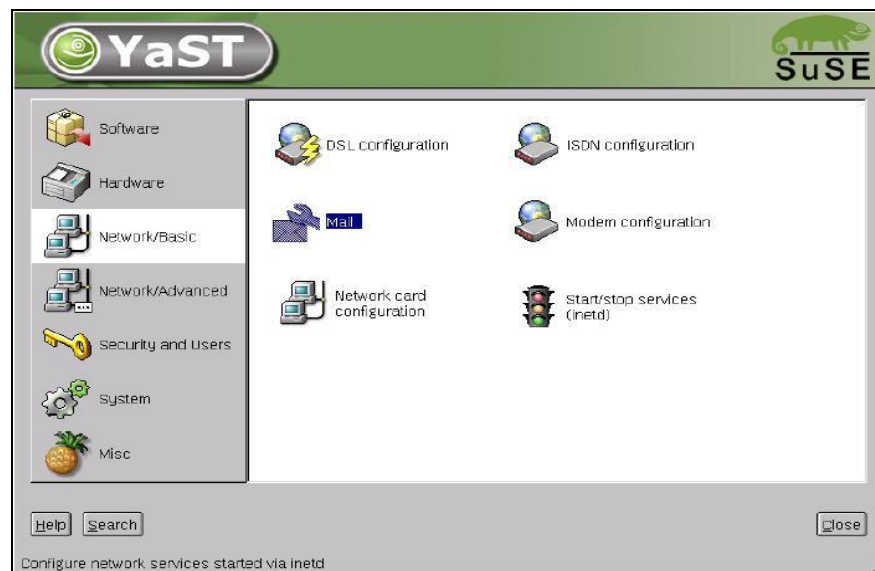 YaST
SuSE
Software
Hardware
Network/Basic
Network/Advanced
Security and Users
System
Misc
DSL configuration
ISDN configuration
Mail
Modem configuration
Network card
configuration
Start/stop services
(inetd)
Help
Search
Close
Configure network services started via inetd